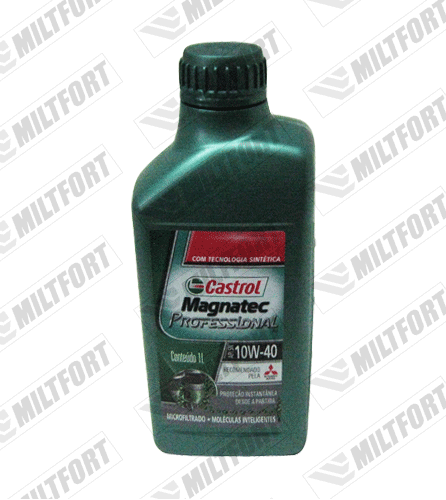 COM TECNOLOGIA SINTÉTICA
Castrol
Magnatec
PROFESSIONAL
10W-40
Conteúdo 1L
RECOMENDADO
PELA
PROTEÇÃO INSTANTÂNEA
DESDE A PARTIDA
MICROFILTRADO • MOLÉCULAS INTELIGENTES
MILTFORT